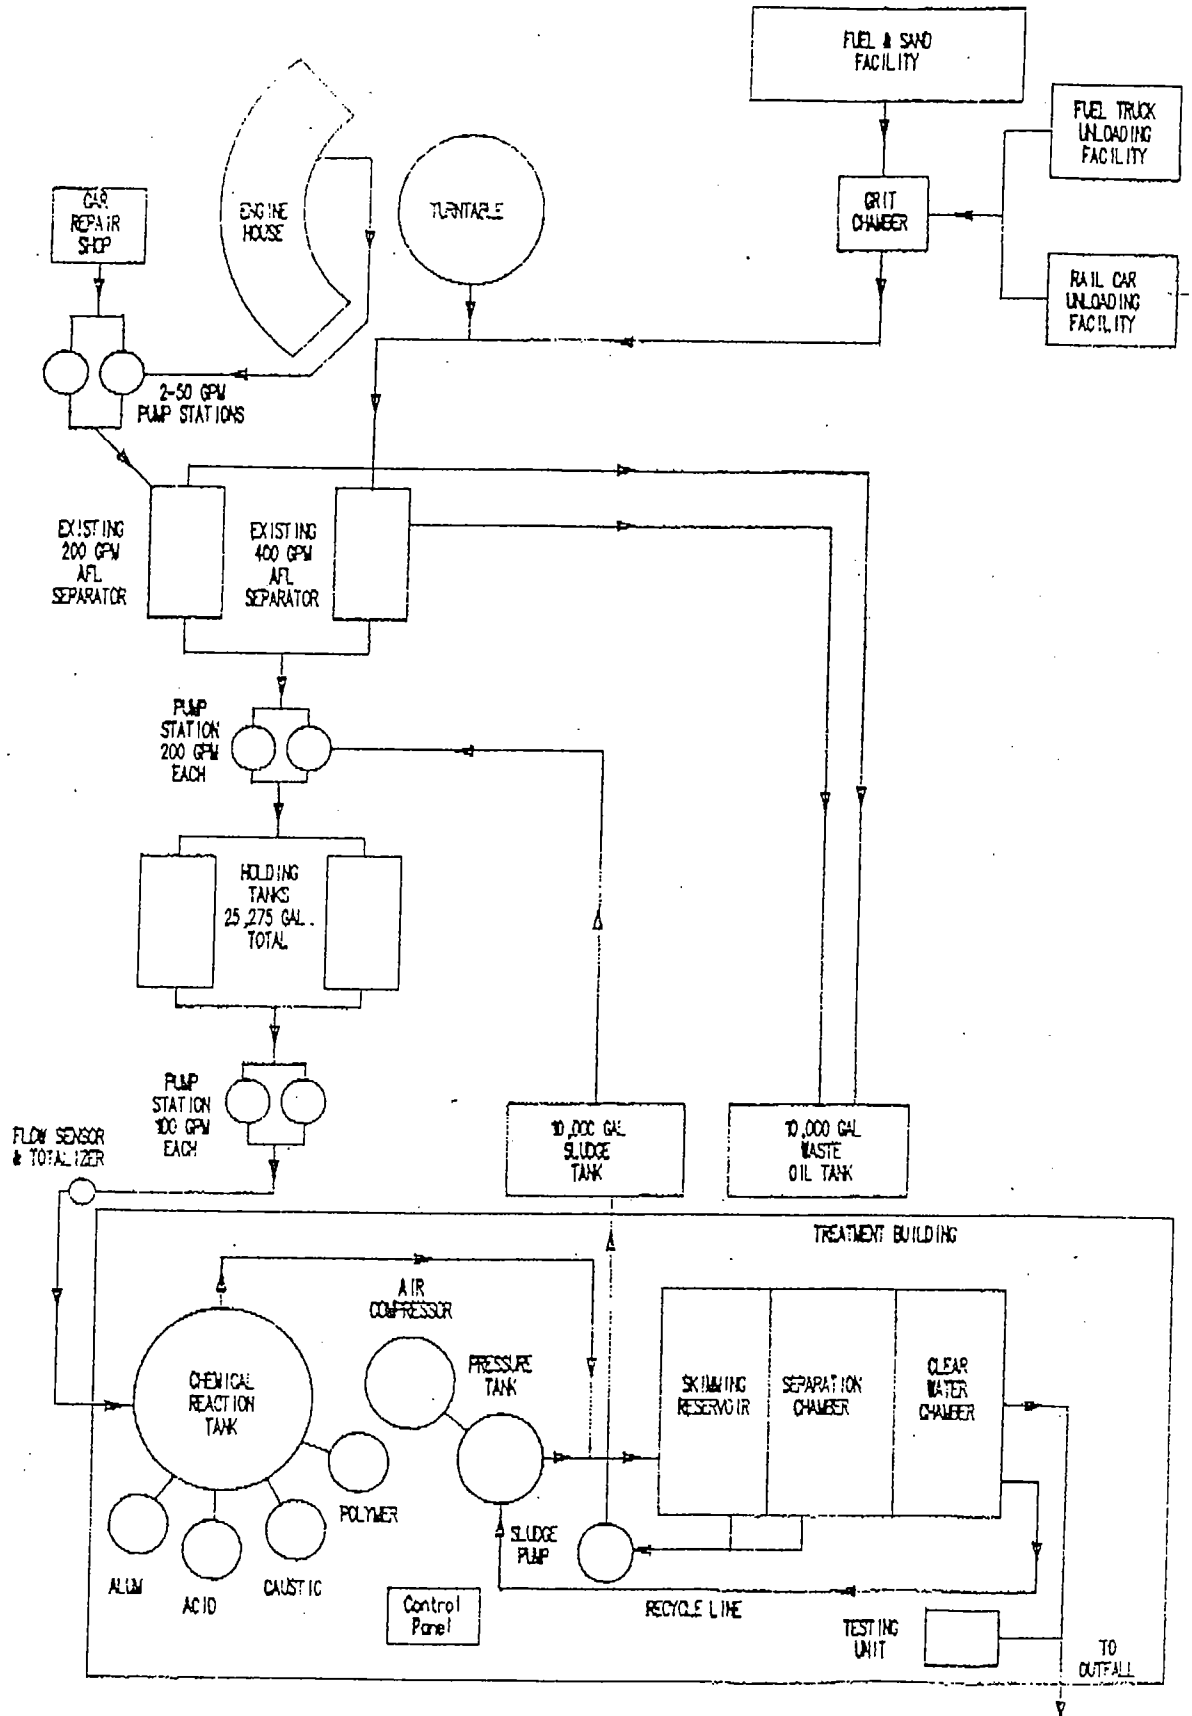 FUEL & SAND
FACILITY
FUEL TRUCK
UNLOADING
FACILITY
CAR
REPAIR
SHOP
ENGINE
HOUSE
TURNTABLE
GRIT
CHAMBER
RAIL CAR
UNLOADING
FACILITY
2-50 GPM
PUMP STATIONS
EXISTING
200 GPM
AFL
SEPARATOR
EXISTING
400 GPM
AFL
SEPARATOR
PUMP
STATION
200 GPM
EACH
HOLDING
TANKS
25,275 GAL.
TOTAL
PUMP
STATION
100 GPM
EACH
FLOW SENSOR
& TOTALIZER
10,000 GAL
SLUDGE
TANK
10,000 GAL
WASTE
OIL TANK
TREATMENT BUILDING
AIR
COMPRESSOR
PRESSURE
TANK
CHEMICAL
REACTION
TANK
SKIMMING
RESERVOIR
SEPARATION
CHAMBER
CLEAR
WATER
CHAMBER
POLYMER
SLUDGE
PUMP
ALUM
ACID
CAUSTIC
Control
Panel
RECYCLE LINE
TESTING
UNIT
TO
OUTFALL